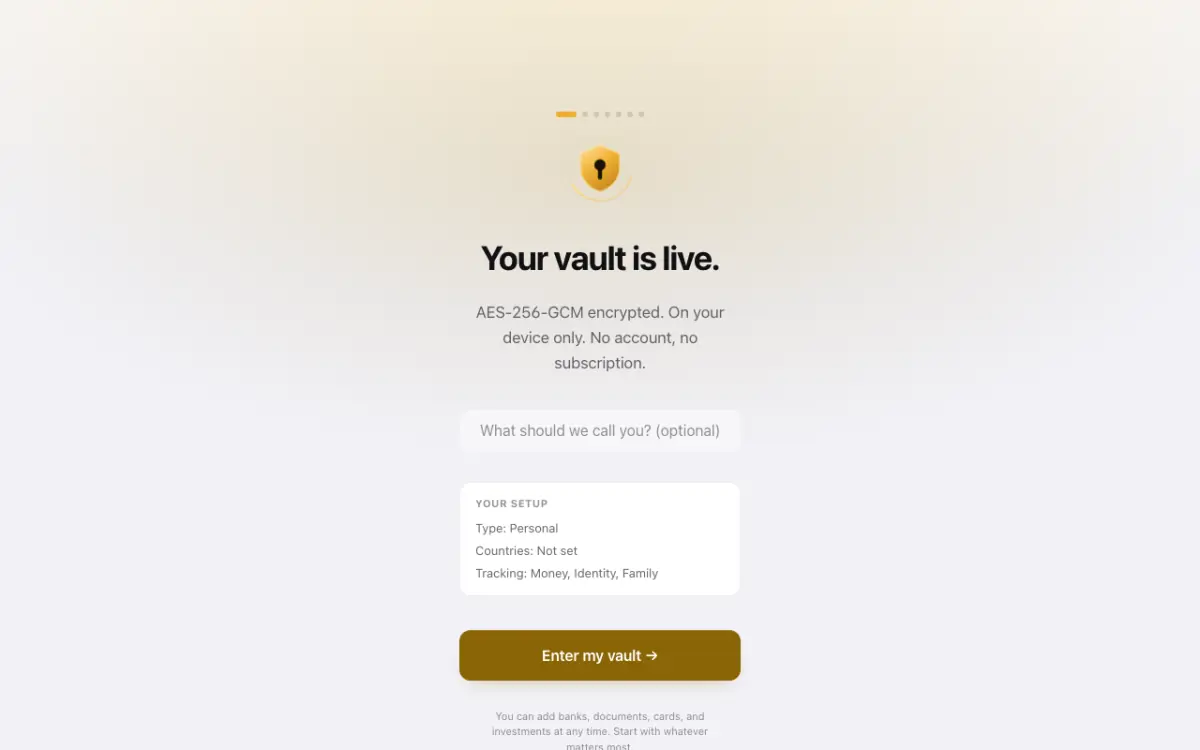 Your vault is live.
AES-256-GCM encrypted. On your
device only. No account, no
subscription.
What should we call you? (optional)
YOUR SETUP
Type: Personal
Countries: Not set
Tracking: Money, Identity, Family
Enter my vault →
You can add banks, documents, cards, and
investments at any time. Start with whatever
matters most.